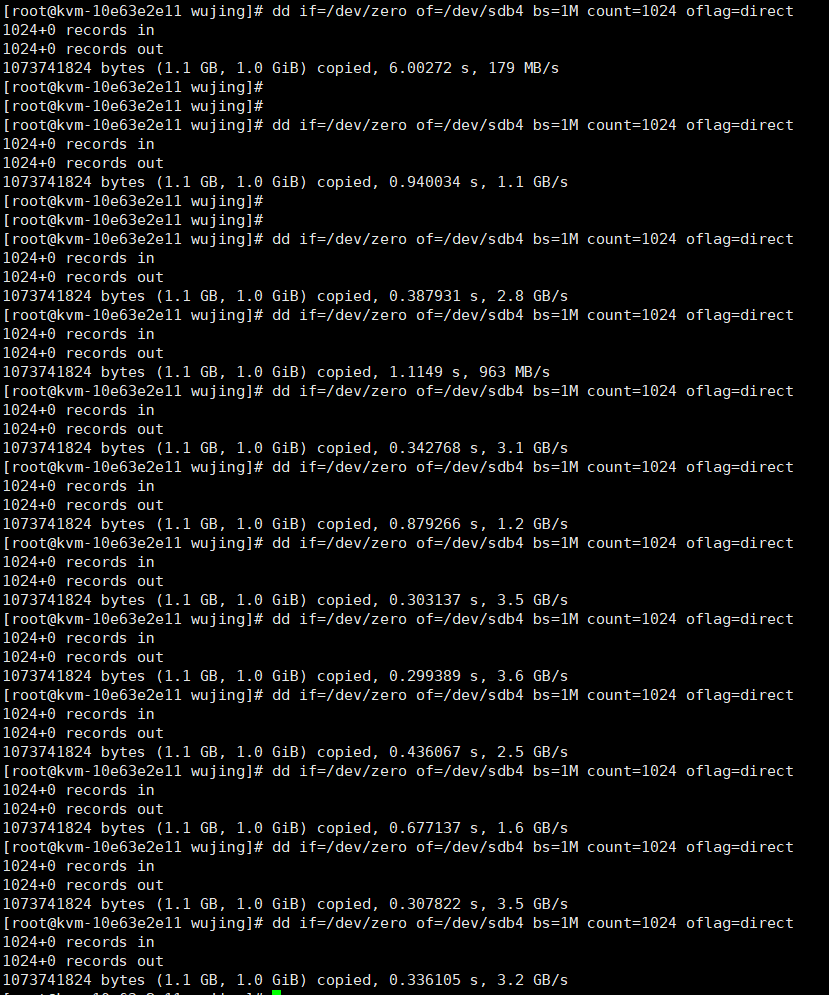 [root@kvm-10e63e2e11 wujing]# dd if=/dev/zero of=/dev/sdb4 bs=1M count=1024 oflag=direct
1024+0 records in
1024+0 records out
1073741824 bytes (1.1 GB, 1.0 GiB) copied, 6.00272 s, 179 MB/s
[root@kvm-10e63e2e11 wujing]#
[root@kvm-10e63e2e11 wujing]#
[root@kvm-10e63e2e11 wujing]# dd if=/dev/zero of=/dev/sdb4 bs=1M count=1024 oflag=direct
1024+0 records in
1024+0 records out
1073741824 bytes (1.1 GB, 1.0 GiB) copied, 0.940034 s, 1.1 GB/s
[root@kvm-10e63e2e11 wujing]#
[root@kvm-10e63e2e11 wujing]#
[root@kvm-10e63e2e11 wujing]# dd if=/dev/zero of=/dev/sdb4 bs=1M count=1024 oflag=direct
1024+0 records in
1024+0 records out
1073741824 bytes (1.1 GB, 1.0 GiB) copied, 0.387931 s, 2.8 GB/s
[root@kvm-10e63e2e11 wujing]# dd if=/dev/zero of=/dev/sdb4 bs=1M count=1024 oflag=direct
1024+0 records in
1024+0 records out
1073741824 bytes (1.1 GB, 1.0 GiB) copied, 1.1149 s, 963 MB/s
[root@kvm-10e63e2e11 wujing]# dd if=/dev/zero of=/dev/sdb4 bs=1M count=1024 oflag=direct
1024+0 records in
1024+0 records out
1073741824 bytes (1.1 GB, 1.0 GiB) copied, 0.342768 s, 3.1 GB/s
[root@kvm-10e63e2e11 wujing]# dd if=/dev/zero of=/dev/sdb4 bs=1M count=1024 oflag=direct
1024+0 records in
1024+0 records out
1073741824 bytes (1.1 GB, 1.0 GiB) copied, 0.879266 s, 1.2 GB/s
[root@kvm-10e63e2e11 wujing]# dd if=/dev/zero of=/dev/sdb4 bs=1M count=1024 oflag=direct
1024+0 records in
1024+0 records out
1073741824 bytes (1.1 GB, 1.0 GiB) copied, 0.303137 s, 3.5 GB/s
[root@kvm-10e63e2e11 wujing]# dd if=/dev/zero of=/dev/sdb4 bs=1M count=1024 oflag=direct
1024+0 records in
1024+0 records out
1073741824 bytes (1.1 GB, 1.0 GiB) copied, 0.299389 s, 3.6 GB/s
[root@kvm-10e63e2e11 wujing]# dd if=/dev/zero of=/dev/sdb4 bs=1M count=1024 oflag=direct
1024+0 records in
1024+0 records out
1073741824 bytes (1.1 GB, 1.0 GiB) copied, 0.436067 s, 2.5 GB/s
[root@kvm-10e63e2e11 wujing]# dd if=/dev/zero of=/dev/sdb4 bs=1M count=1024 oflag=direct
1024+0 records in
1024+0 records out
1073741824 bytes (1.1 GB, 1.0 GiB) copied, 0.677137 s, 1.6 GB/s
[root@kvm-10e63e2e11 wujing]# dd if=/dev/zero of=/dev/sdb4 bs=1M count=1024 oflag=direct
1024+0 records in
1024+0 records out
1073741824 bytes (1.1 GB, 1.0 GiB) copied, 0.307822 s, 3.5 GB/s
[root@kvm-10e63e2e11 wujing]# dd if=/dev/zero of=/dev/sdb4 bs=1M count=1024 oflag=direct
1024+0 records in
1024+0 records out
1073741824 bytes (1.1 GB, 1.0 GiB) copied, 0.336105 s, 3.2 GB/s